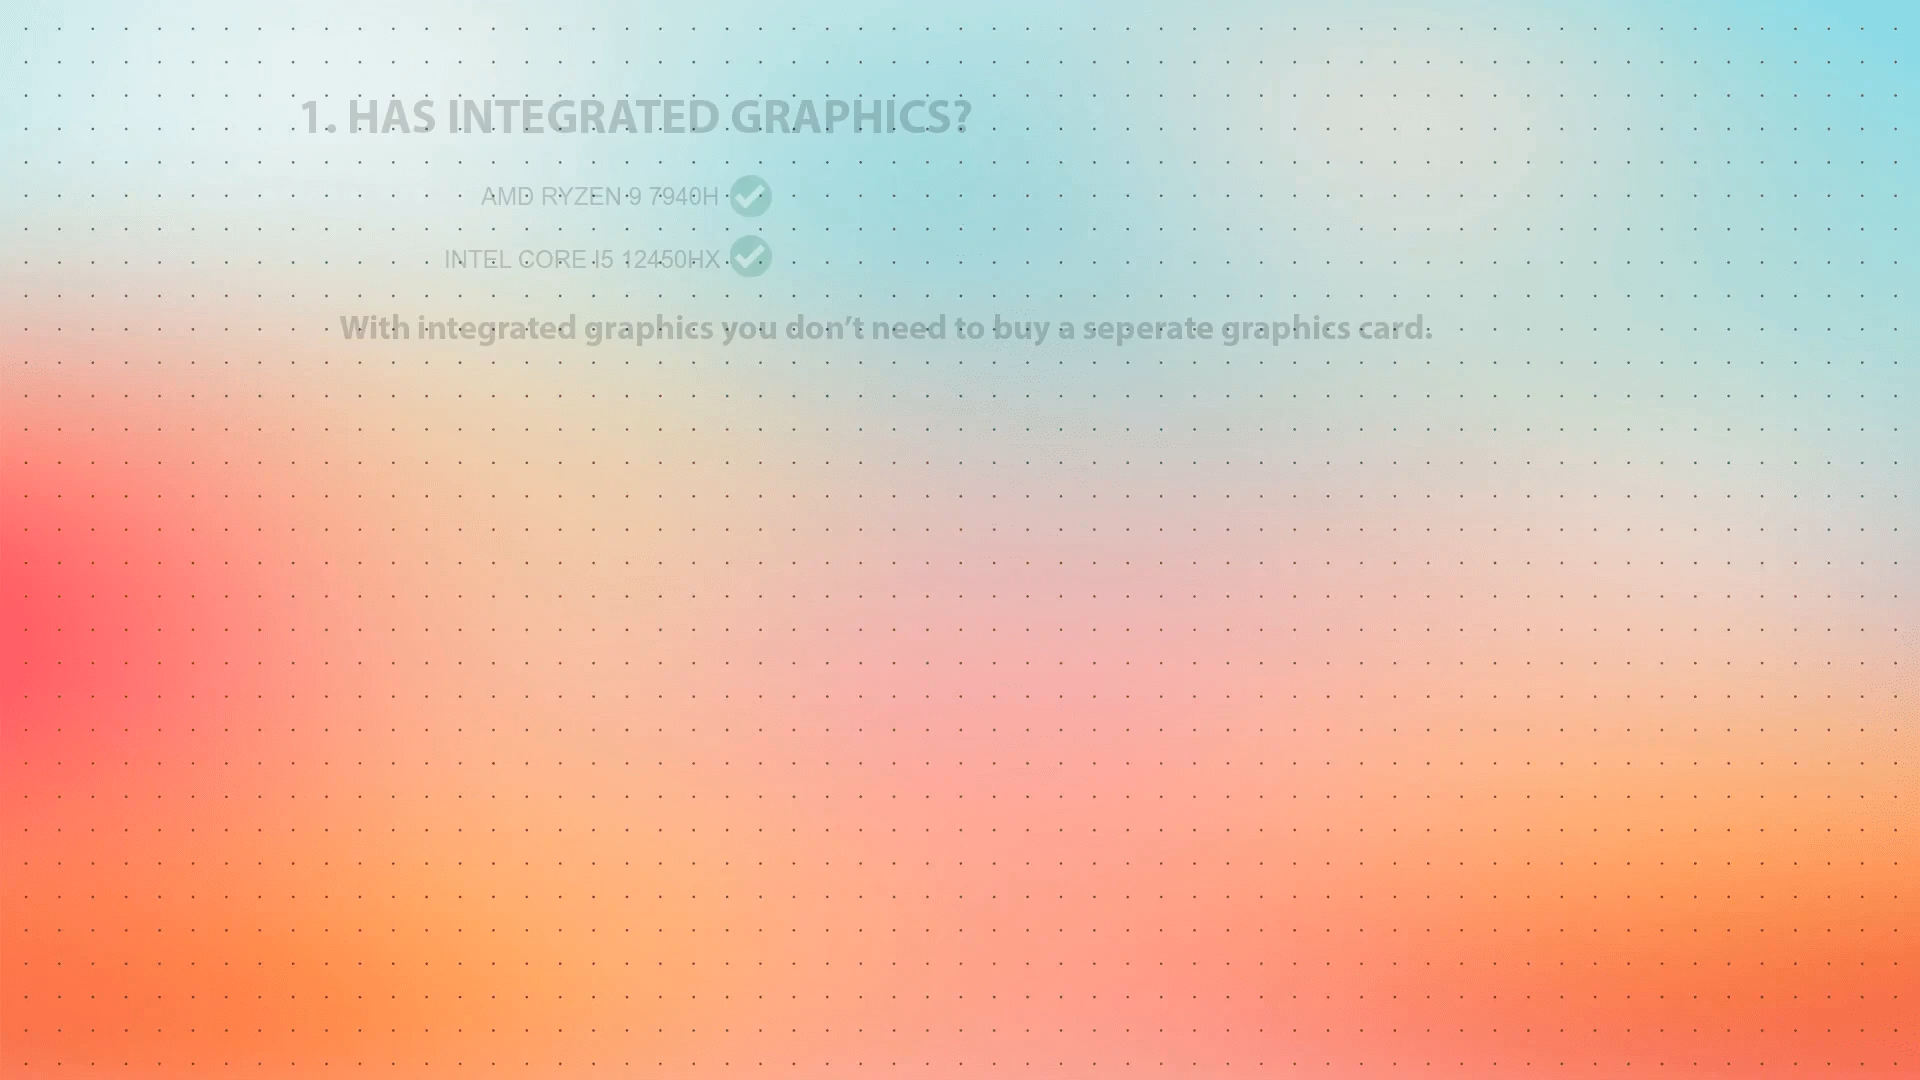 1. HAS INTEGRATED GRAPHICS?
AMD RYZEN 9 7940H
INTEL CORE I5 12450HX
With integrated graphics you don’t need to buy a seperate graphics card.